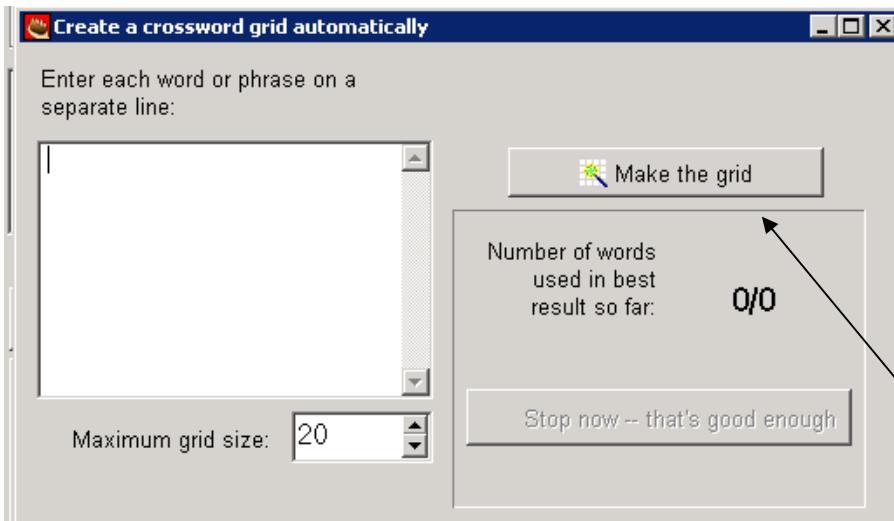 Create a crossword grid automatically
Enter each word or phrase on a
separate line:
Make the grid
Number of words
used in best
result so far:
0/0
Stop now -- that's good enough
Maximum grid size:
20